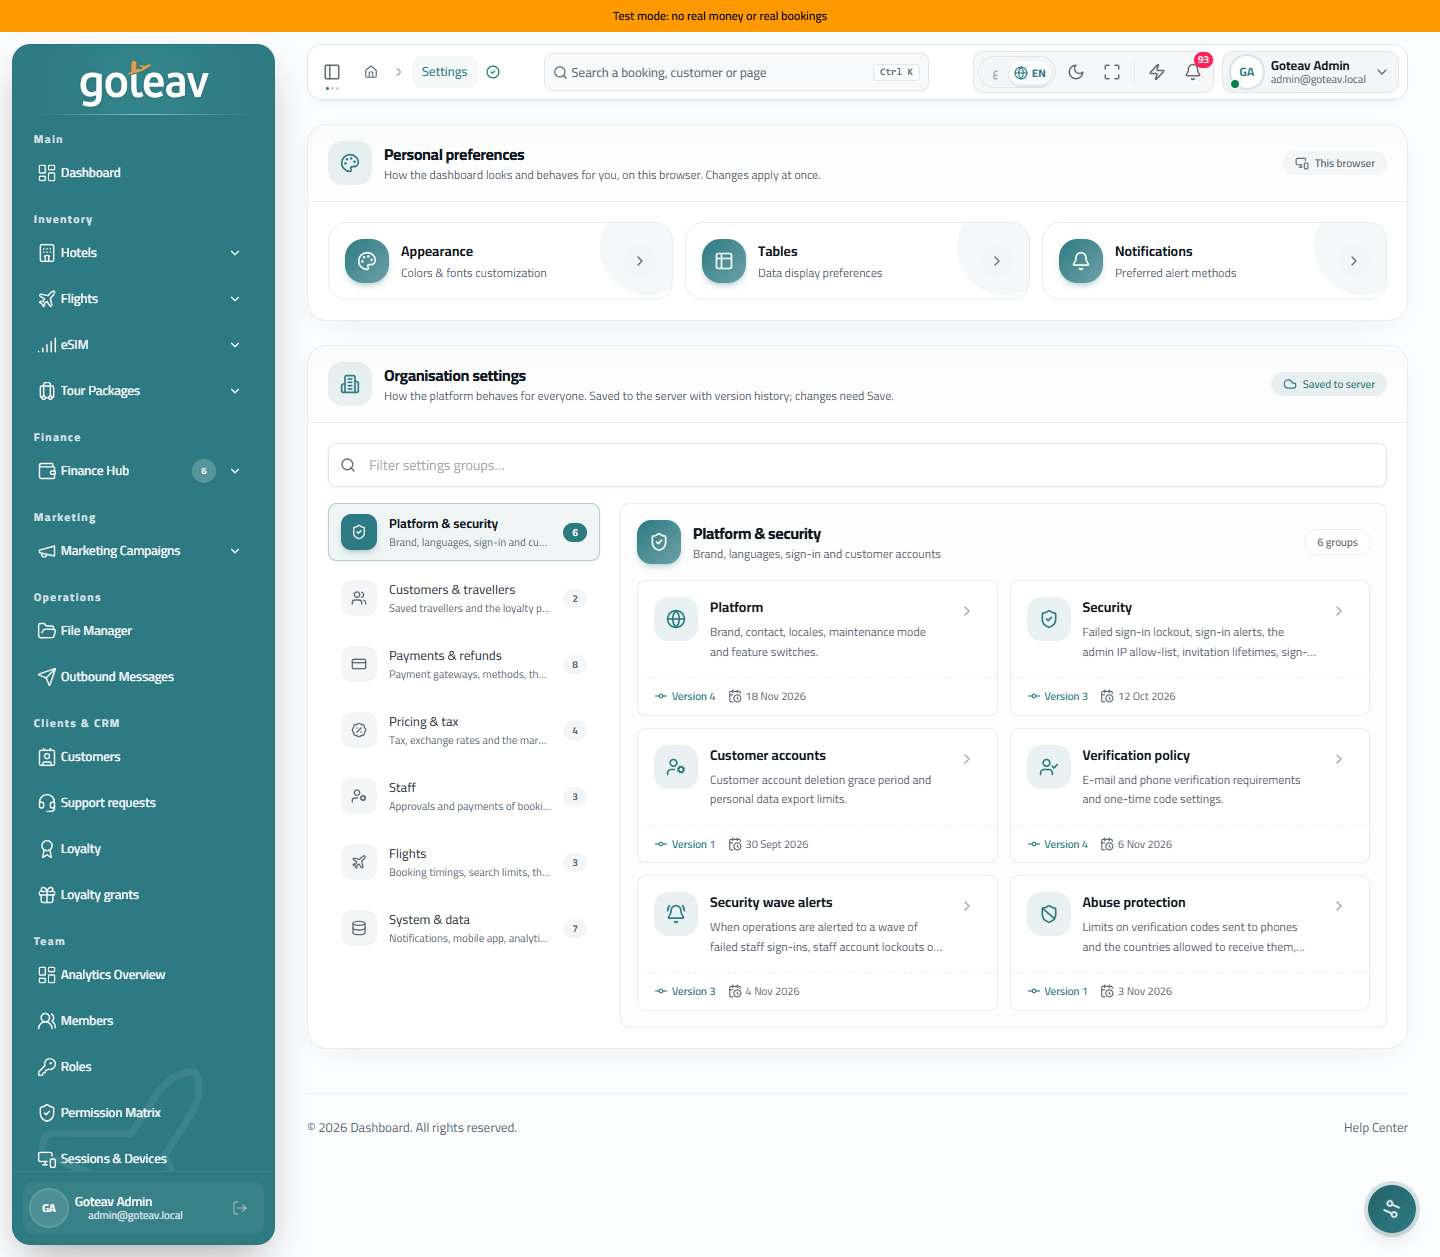 Test mode: no real money or real bookings
goteav
Main
Dashboard
Inventory
Hotels
Flights
eSIM
Tour Packages
Finance
Finance Hub 6
Marketing
Marketing Campaigns
Operations
File Manager
Outbound Messages
Clients & CRM
Customers
Support requests
Loyalty
Loyalty grants
Team
Analytics Overview
Members
Roles
Permission Matrix
Sessions & Devices
GA
Goteav Admin
admin@goteav.local
Settings
Search a booking, customer or page
Ctrl K
ع
EN
93
GA
Goteav Admin
admin@goteav.local
Personal preferences
How the dashboard looks and behaves for you, on this browser. Changes apply at once.
This browser
Appearance
Colors & fonts customization
Tables
Data display preferences
Notifications
Preferred alert methods
Organisation settings
How the platform behaves for everyone. Saved to the server with version history; changes need Save.
Saved to server
Filter settings groups...
Platform & security
Brand, languages, sign-in and cu...
6
Customers & travellers
Saved travellers and the loyalty p...
2
Payments & refunds
Payment gateways, methods, th...
8
Pricing & tax
Tax, exchange rates and the mar...
4
Staff
Approvals and payments of booki...
3
Flights
Booking timings, search limits, th...
3
System & data
Notifications, mobile app, analyti...
7
Platform & security
Brand, languages, sign-in and customer accounts
6 groups
Platform
Brand, contact, locales, maintenance mode
and feature switches.
Version 4 18 Nov 2026
Security
Failed sign-in lockout, sign-in alerts, the
admin IP allow-list, invitation lifetimes, sign-...
Version 3 12 Oct 2026
Customer accounts
Customer account deletion grace period and
personal data export limits.
Version 1 30 Sept 2026
Verification policy
E-mail and phone verification requirements
and one-time code settings.
Version 4 6 Nov 2026
Security wave alerts
When operations are alerted to a wave of
failed staff sign-ins, staff account lockouts o...
Version 3 4 Nov 2026
Abuse protection
Limits on verification codes sent to phones
and the countries allowed to receive them,...
Version 1 3 Nov 2026
© 2026 Dashboard. All rights reserved.
Help Center